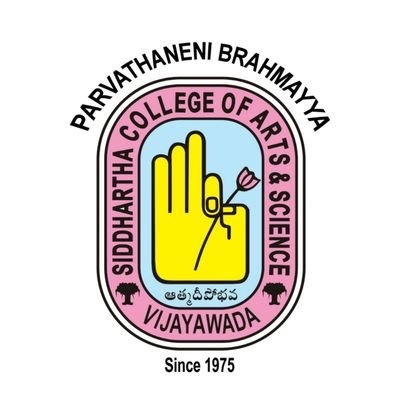 PARVATHANENI BRAHMAYYA
SIDDHARTHA COLLEGE OF ARTS & SCIENCE
ఆత్మదీపోభవ
VIJAYAWADA
Since 1975